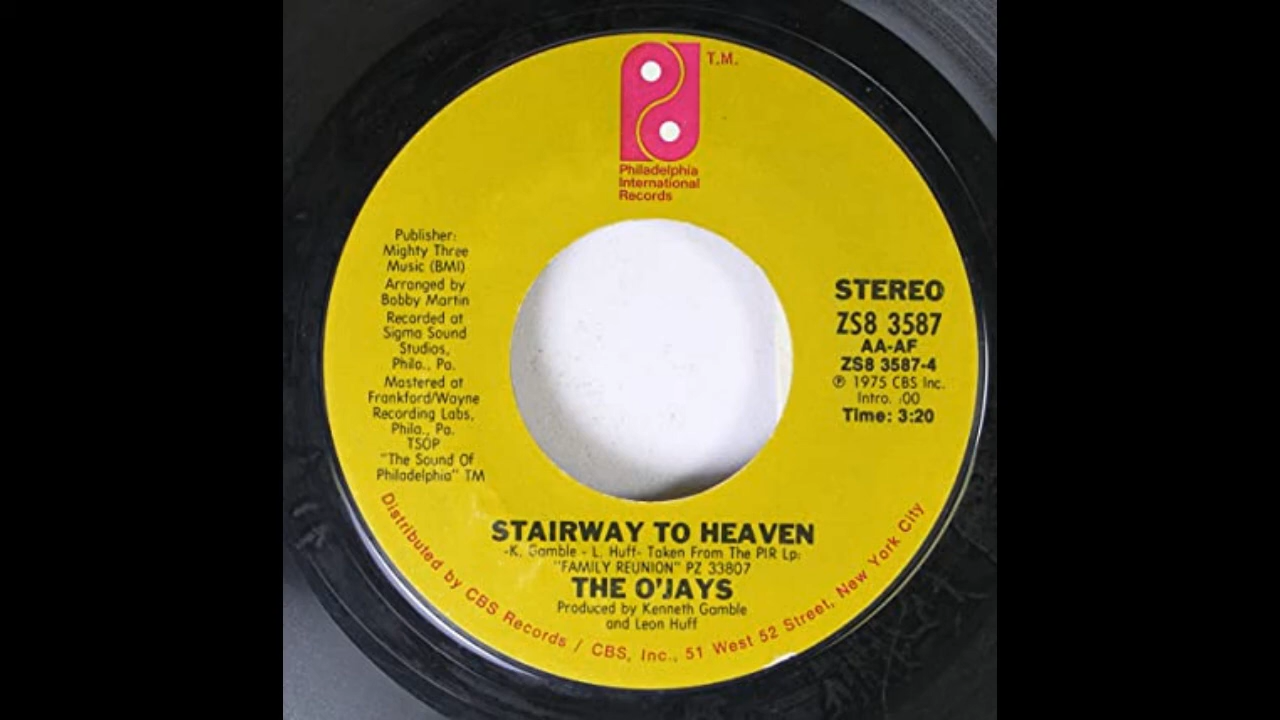 T.M.
Philadelphia
International
Records
Publisher:
Mighty Three
Music (BMI)
Arranged by
Bobby Martin
Recorded at
Sigma Sound
Studios,
Phila., Pa.
Mastered at
Frankford/Wayne
Recording Labs,
Phila., Pa.
TSOP
"The Sound Of
Philadelphia" TM
STEREO
ZS8 3587
AA-AF
ZS8 3587-4
℗ 1975 CBS Inc.
Intro. :00
Time: 3:20
STAIRWAY TO HEAVEN
-K. Gamble - L. Huff- Taken From The PIR Lp:
"FAMILY REUNION" PZ 33807
THE O'JAYS
Produced by Kenneth Gamble
and Leon Huff
Distributed by CBS Records / CBS, Inc., 51 West 52 Street, New York City